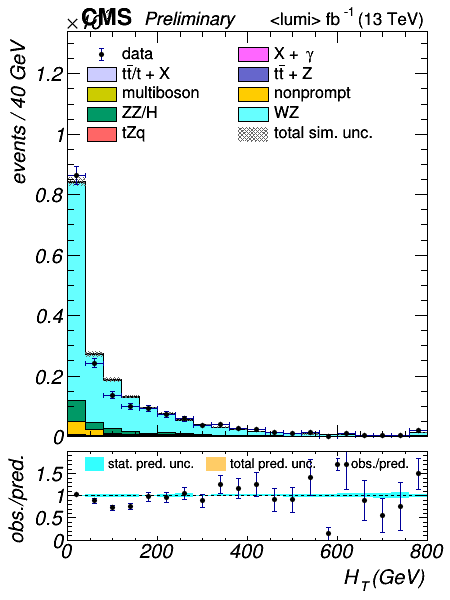 ×10
CMS Preliminary <lumi> fb⁻¹ (13 TeV)
events / 40 GeV
data
X + γ
tt̄/t + X
tt̄ + Z
multiboson
nonprompt
ZZ/H
WZ
tZq
total sim. unc.
1.2
1
0.8
0.6
0.4
0.2
0
stat. pred. unc. total pred. unc. obs./pred.
obs./pred.
1.5
1
0.5
0
0 200 400 600 800
H_T (GeV)